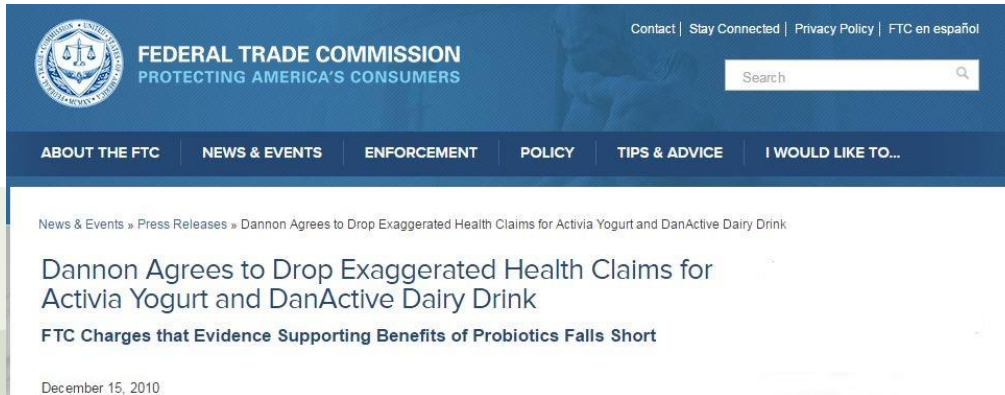 Contact | Stay Connected | Privacy Policy | FTC en español
FEDERAL TRADE COMMISSION
PROTECTING AMERICA'S CONSUMERS
Search
ABOUT THE FTC
NEWS & EVENTS
ENFORCEMENT
POLICY
TIPS & ADVICE
I WOULD LIKE TO...
News & Events » Press Releases » Dannon Agrees to Drop Exaggerated Health Claims for Activia Yogurt and DanActive Dairy Drink
Dannon Agrees to Drop Exaggerated Health Claims for
Activia Yogurt and DanActive Dairy Drink
FTC Charges that Evidence Supporting Benefits of Probiotics Falls Short
December 15, 2010